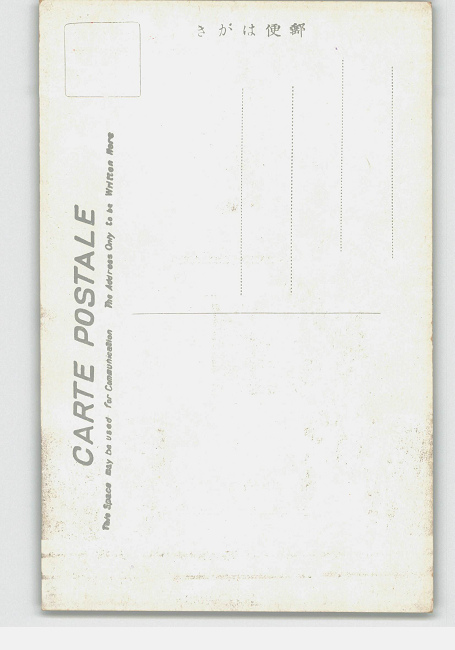 郵便はがき
CARTE POSTALE
This Space may be used for Communication The Address Only to be Written Here